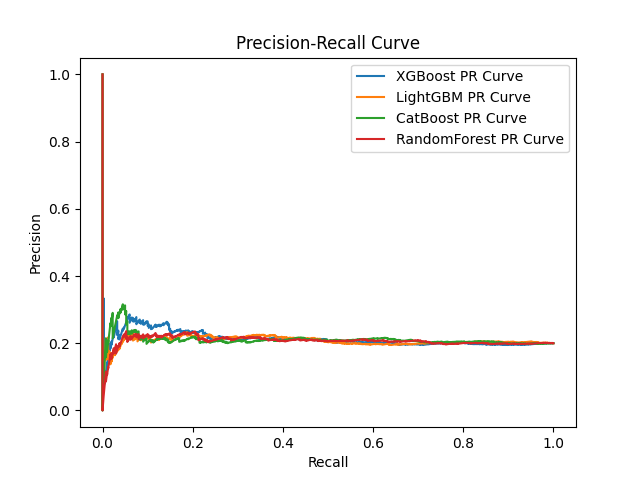 Precision-Recall Curve
XGBoost PR Curve
LightGBM PR Curve
CatBoost PR Curve
RandomForest PR Curve
1.0
0.8
0.6
0.4
0.2
0.0
Precision
0.0 0.2 0.4 0.6 0.8 1.0
Recall